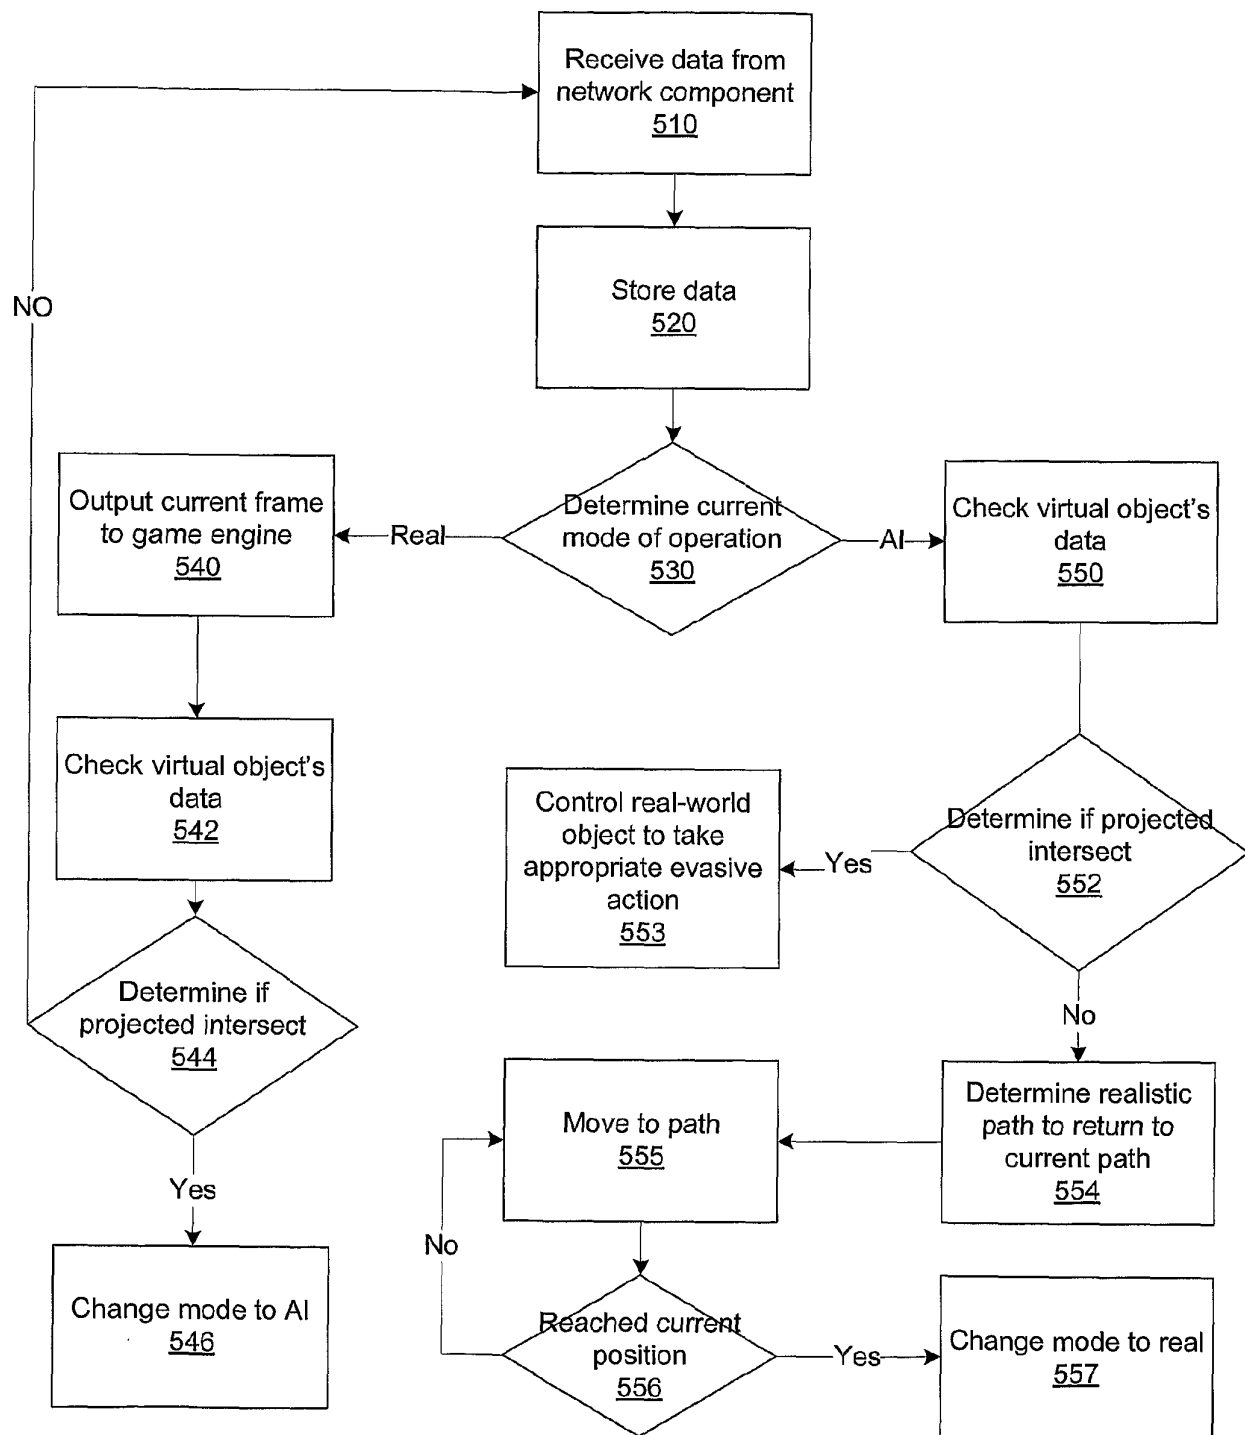 Receive data from
network component
510
NO
Store data
520
Output current frame
to game engine
540
Real
Determine current
mode of operation
530
AI
Check virtual object's
data
550
Check virtual object's
data
542
Control real-world
object to take
appropriate evasive
action
553
Yes
Determine if projected
intersect
552
Determine if
projected intersect
544
No
Move to path
555
Determine realistic
path to return to
current path
554
Yes
No
Change mode to AI
546
Reached current
position
556
Yes
Change mode to real
557